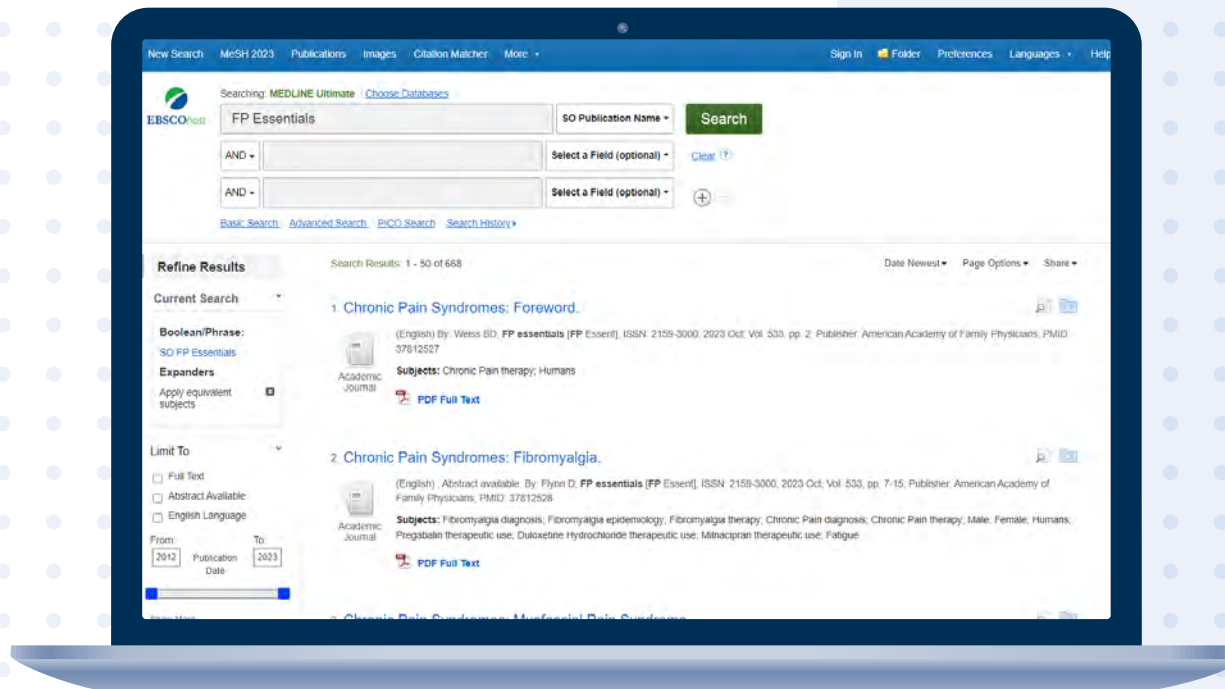 New Search MeSH 2023 Publications Images Citation Matcher More Sign In Folder Preferences Languages Help
Searching: MEDLINE Ultimate Choose Databases
EBSCOhost
FP Essentials SO Publication Name Search
AND Select a Field (optional) Clear ?
AND Select a Field (optional)
Basic Search Advanced Search PICO Search Search History
Refine Results
Search Results: 1 - 50 of 668 Date Newest Page Options Share
Current Search
Boolean/Phrase:
SO FP Essentials
Expanders
Apply equivalent
subjects
Limit To
Full Text
Abstract Available
English Language
From: To:
2012 Publication 2023
Date
Show More
1. Chronic Pain Syndromes: Foreword.
(English) By: Weiss BD, FP essentials [FP Essent], ISSN: 2159-3000, 2023 Oct; Vol. 533, pp. 2; Publisher: American Academy of Family Physicians; PMID:
37812527
Academic
Journal
Subjects: Chronic Pain therapy; Humans
PDF Full Text
2. Chronic Pain Syndromes: Fibromyalgia.
(English) ; Abstract available. By: Flynn D, FP essentials [FP Essent], ISSN: 2159-3000, 2023 Oct; Vol. 533, pp. 7-15; Publisher: American Academy of
Family Physicians; PMID: 37812528
Academic
Journal
Subjects: Fibromyalgia diagnosis; Fibromyalgia epidemiology; Fibromyalgia therapy; Chronic Pain diagnosis; Chronic Pain therapy; Male; Female; Humans;
Pregabalin therapeutic use; Duloxetine Hydrochloride therapeutic use; Milnacipran therapeutic use; Fatigue
PDF Full Text
Chronic Pain Syndromes: Myofascial Pain Syndrome